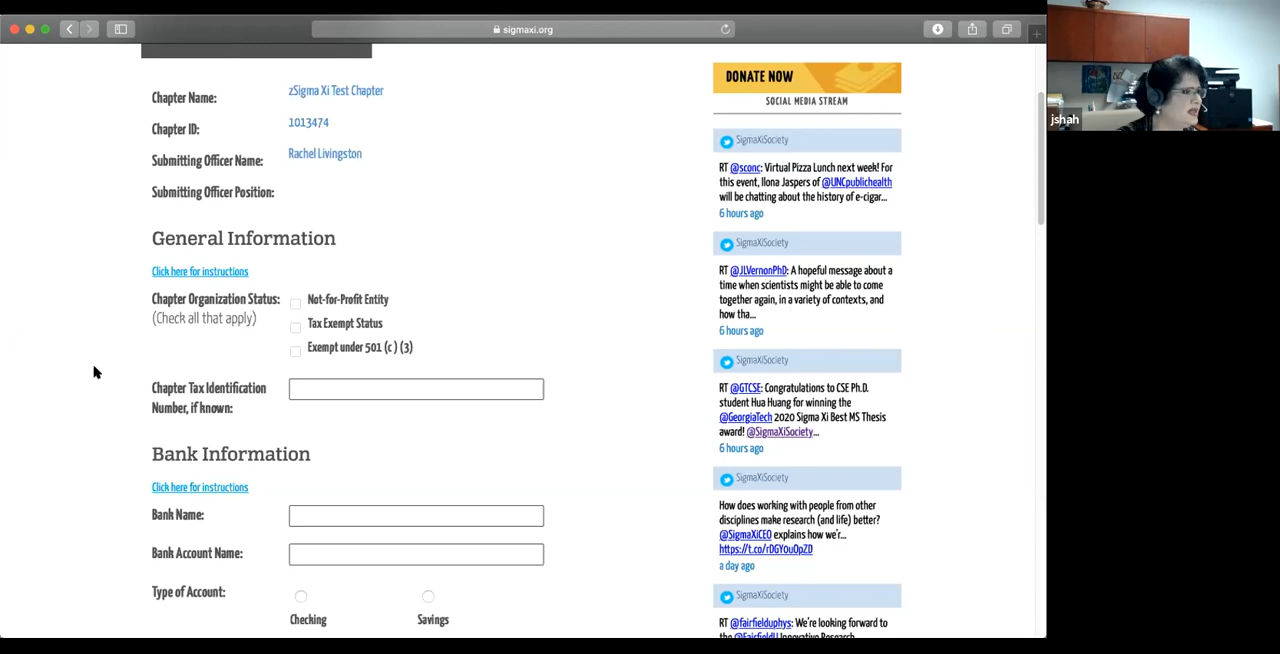 sigmaxi.org
Chapter Name:
zSigma Xi Test Chapter
Chapter ID:
1013474
Submitting Officer Name:
Rachel Livingston
Submitting Officer Position:
General Information
Click here for instructions
Chapter Organization Status:
(Check all that apply)
Not-for-Profit Entity
Tax Exempt Status
Exempt under 501 (c ) (3)
Chapter Tax Identification
Number, if known:
Bank Information
Click here for instructions
Bank Name:
Bank Account Name:
Type of Account:
Checking
Savings
DONATE NOW
SOCIAL MEDIA STREAM
SigmaXiSociety
RT @sconc: Virtual Pizza Lunch next week! For
this event, Ilona Jaspers of @UNCpublichealth
will be chatting about the history of e-cigar...
6 hours ago
SigmaXiSociety
RT @JLVernonPhD: A hopeful message about a
time when scientists might be able to come
together again, in a variety of contexts, and
how tha...
6 hours ago
SigmaXiSociety
RT @GTCSE: Congratulations to CSE Ph.D.
student Hua Huang for winning the
@GeorgiaTech 2020 Sigma Xi Best MS Thesis
award! @SigmaXiSociety...
6 hours ago
SigmaXiSociety
How does working with people from other
disciplines make research (and life) better?
@SigmaXiCEO explains how we'r...
https://t.co/rDGYouOpZD
a day ago
SigmaXiSociety
RT @fairfielduphys: We're looking forward to
the @FairfieldU Innovative Research
jshah